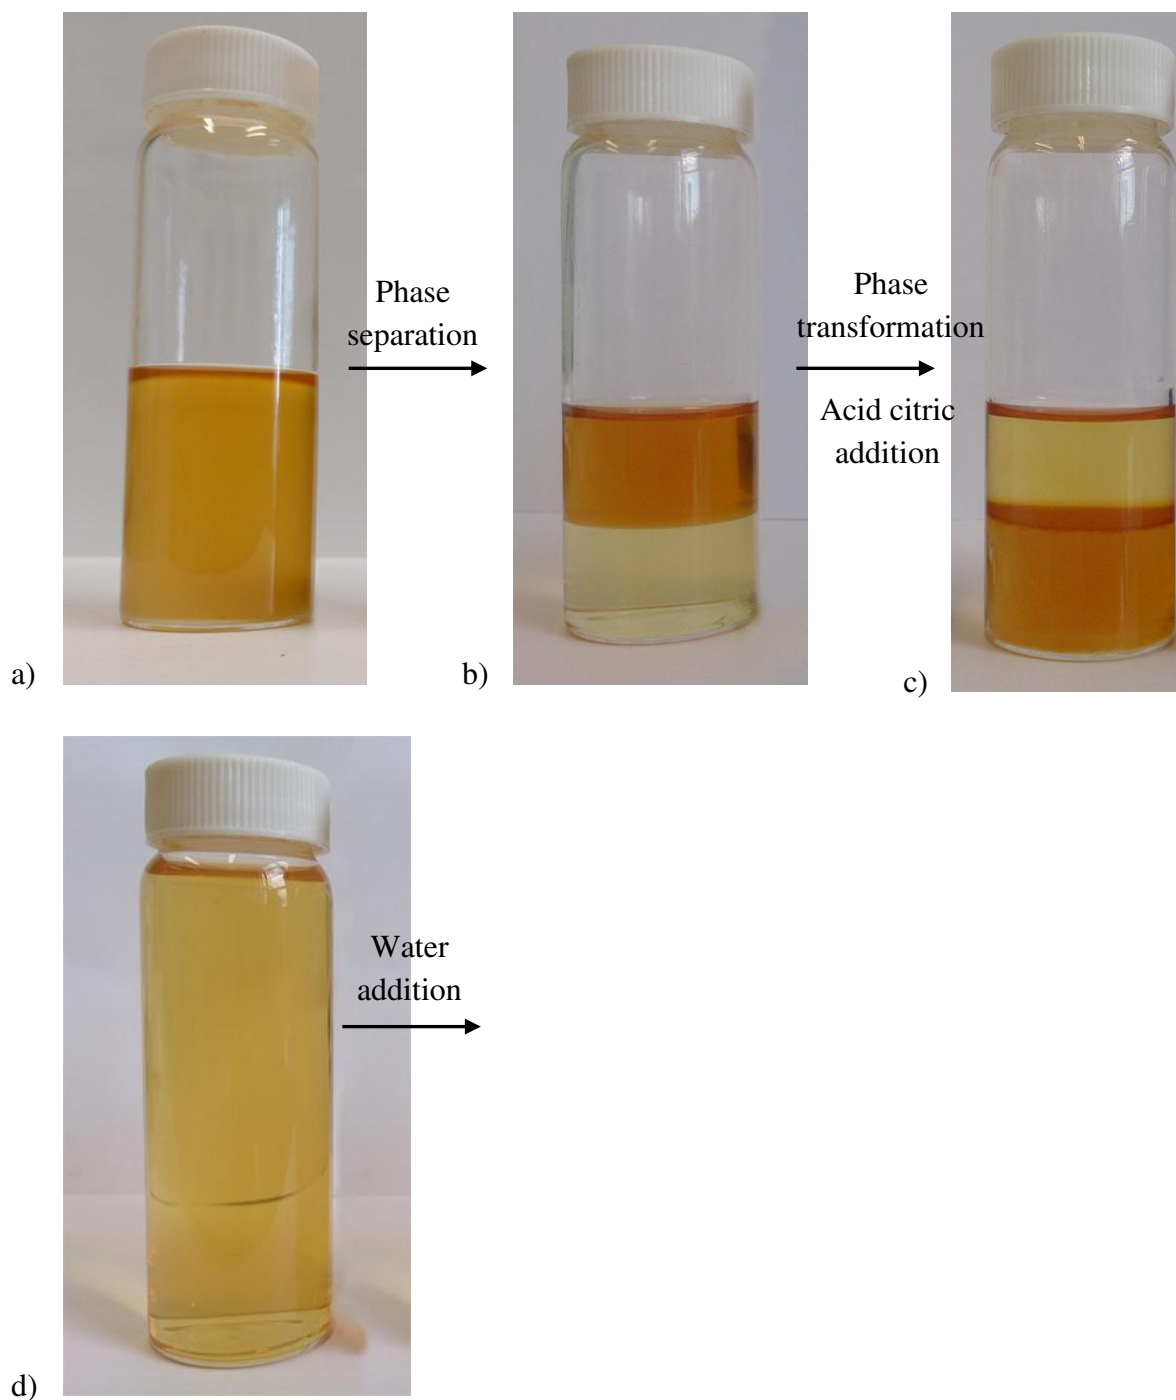 Phase
separation
Phase
transformation
Acid citric
addition
a)
b)
c)
Water
addition
d)